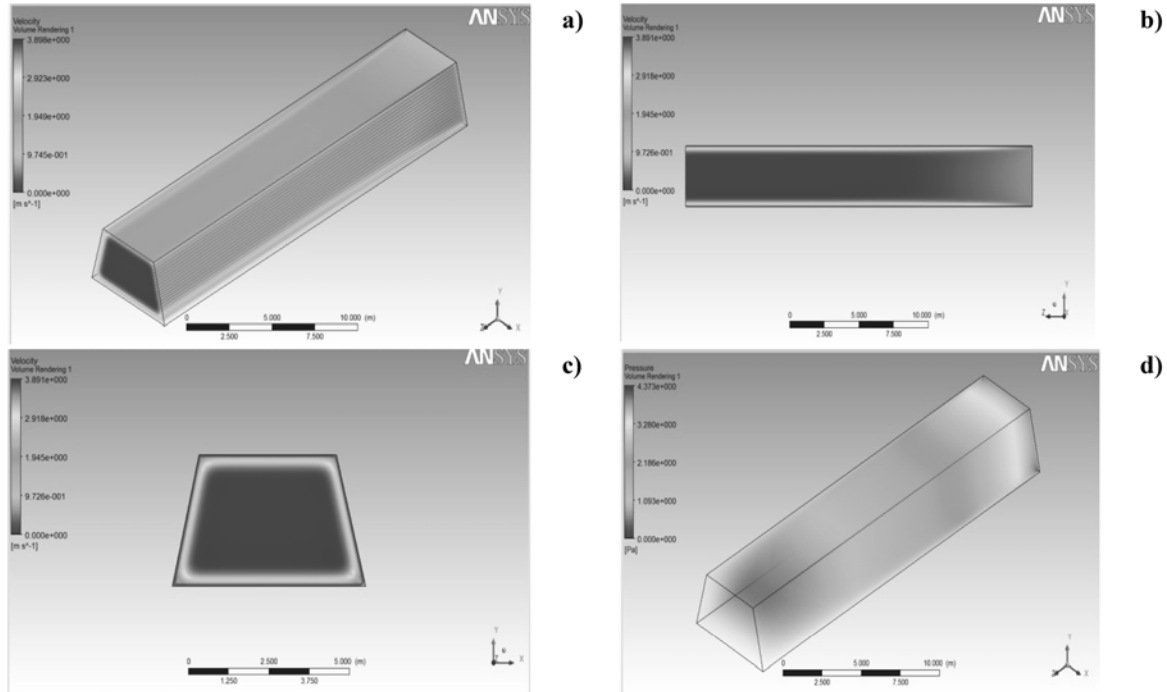 ANSYS
a)
Velocity
Volume Rendering 1
3.898e+000
2.923e+000
1.949e+000
9.745e-001
0.000e+000
[m s^-1]
0 5.000 10.000 (m)
2.500 7.500
Y
Z X
ANSYS
b)
Velocity
Volume Rendering 1
3.891e+000
2.918e+000
1.945e+000
9.726e-001
0.000e+000
[m s^-1]
0 5.000 10.000 (m)
2.500 7.500
Y
Z X
ANSYS
c)
Velocity
Volume Rendering 1
3.891e+000
2.918e+000
1.945e+000
9.726e-001
0.000e+000
[m s^-1]
0 2.500 5.000 (m)
1.250 3.750
Y
Z X
ANSYS
d)
Pressure
Volume Rendering 1
4.373e+000
3.280e+000
2.186e+000
1.093e+000
0.000e+000
[Pa]
0 5.000 10.000 (m)
2.500 7.500
Y
Z X